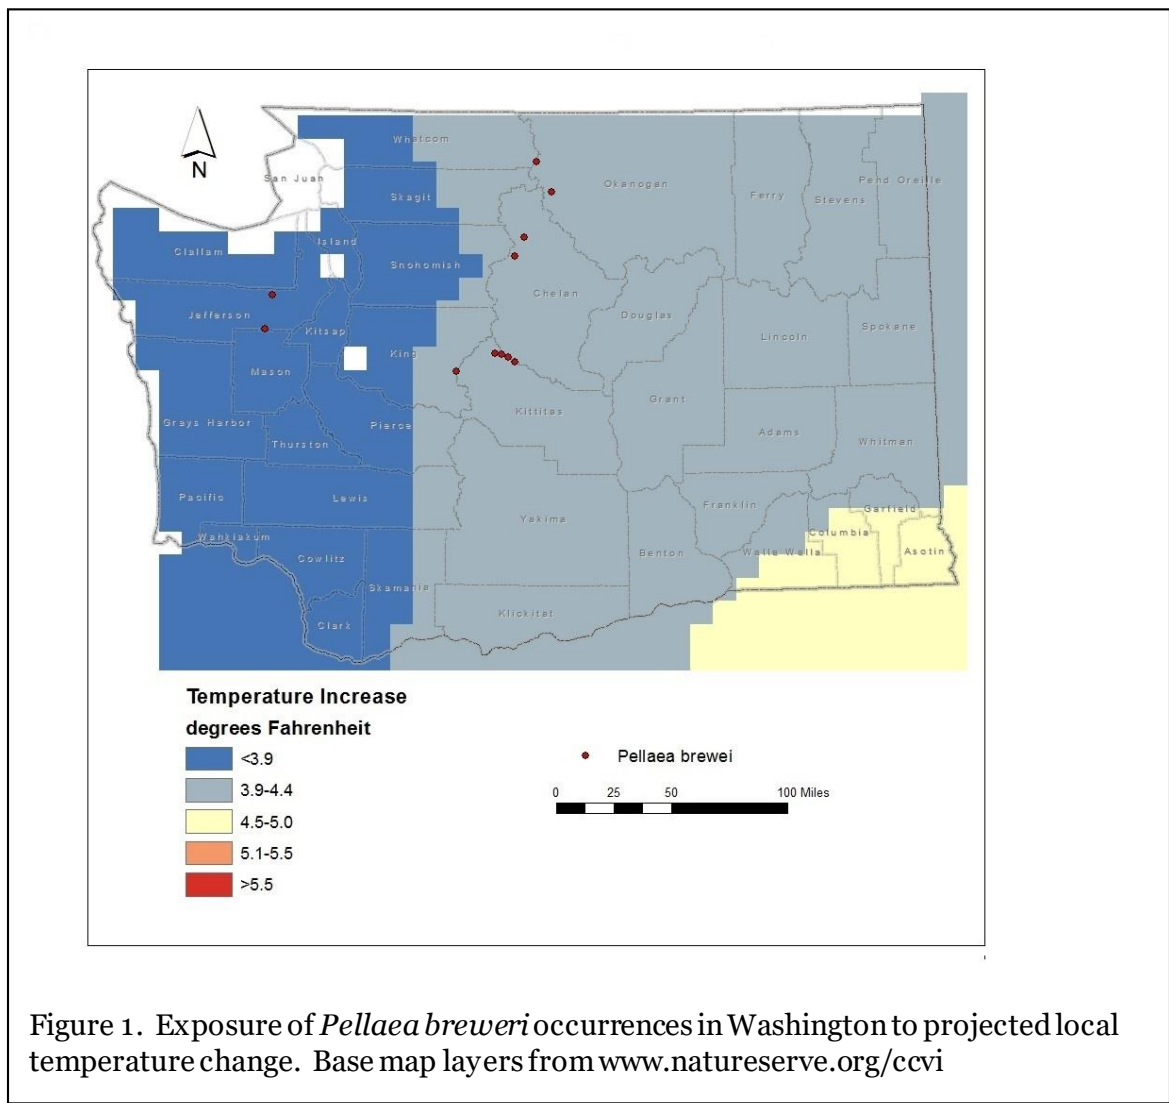 N
Whatcom
San Juan
Skagit
Okanogan
Ferry
Stevens
Pend Oreille
Clallam
Island
Snohomish
Chelan
Jefferson
Kitsap
Douglas
Lincoln
Spokane
King
Mason
Grant
Kittitas
Grays Harbor
Pierce
Thurston
Adams
Whitman
Pacific
Lewis
Yakima
Franklin
Garfield
Columbia
Wahkiakum
Cowlitz
Benton
Walla Walla
Asotin
Skamania
Klickitat
Clark
Temperature Increase
degrees Fahrenheit
<3.9
3.9-4.4
4.5-5.0
5.1-5.5
>5.5
Pellaea brewei
0 25 50 100 Miles
Figure 1. Exposure of Pellaea breweri occurrences in Washington to projected local
temperature change. Base map layers from www.natureserve.org/ccvi